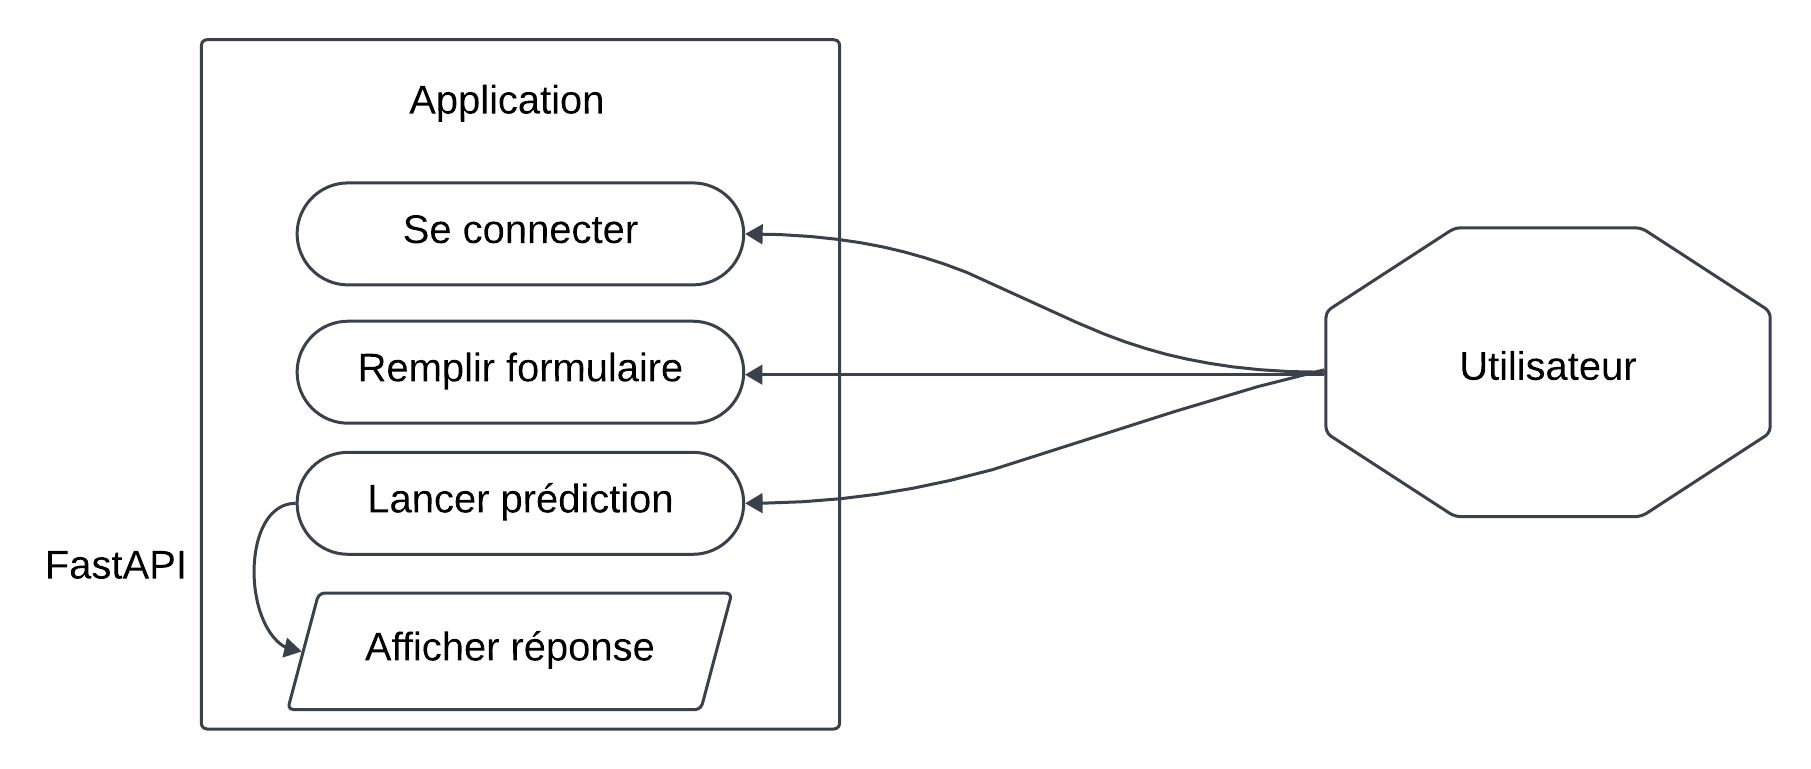 Application
Se connecter
Remplir formulaire
Utilisateur
Lancer prédiction
FastAPI
Afficher réponse